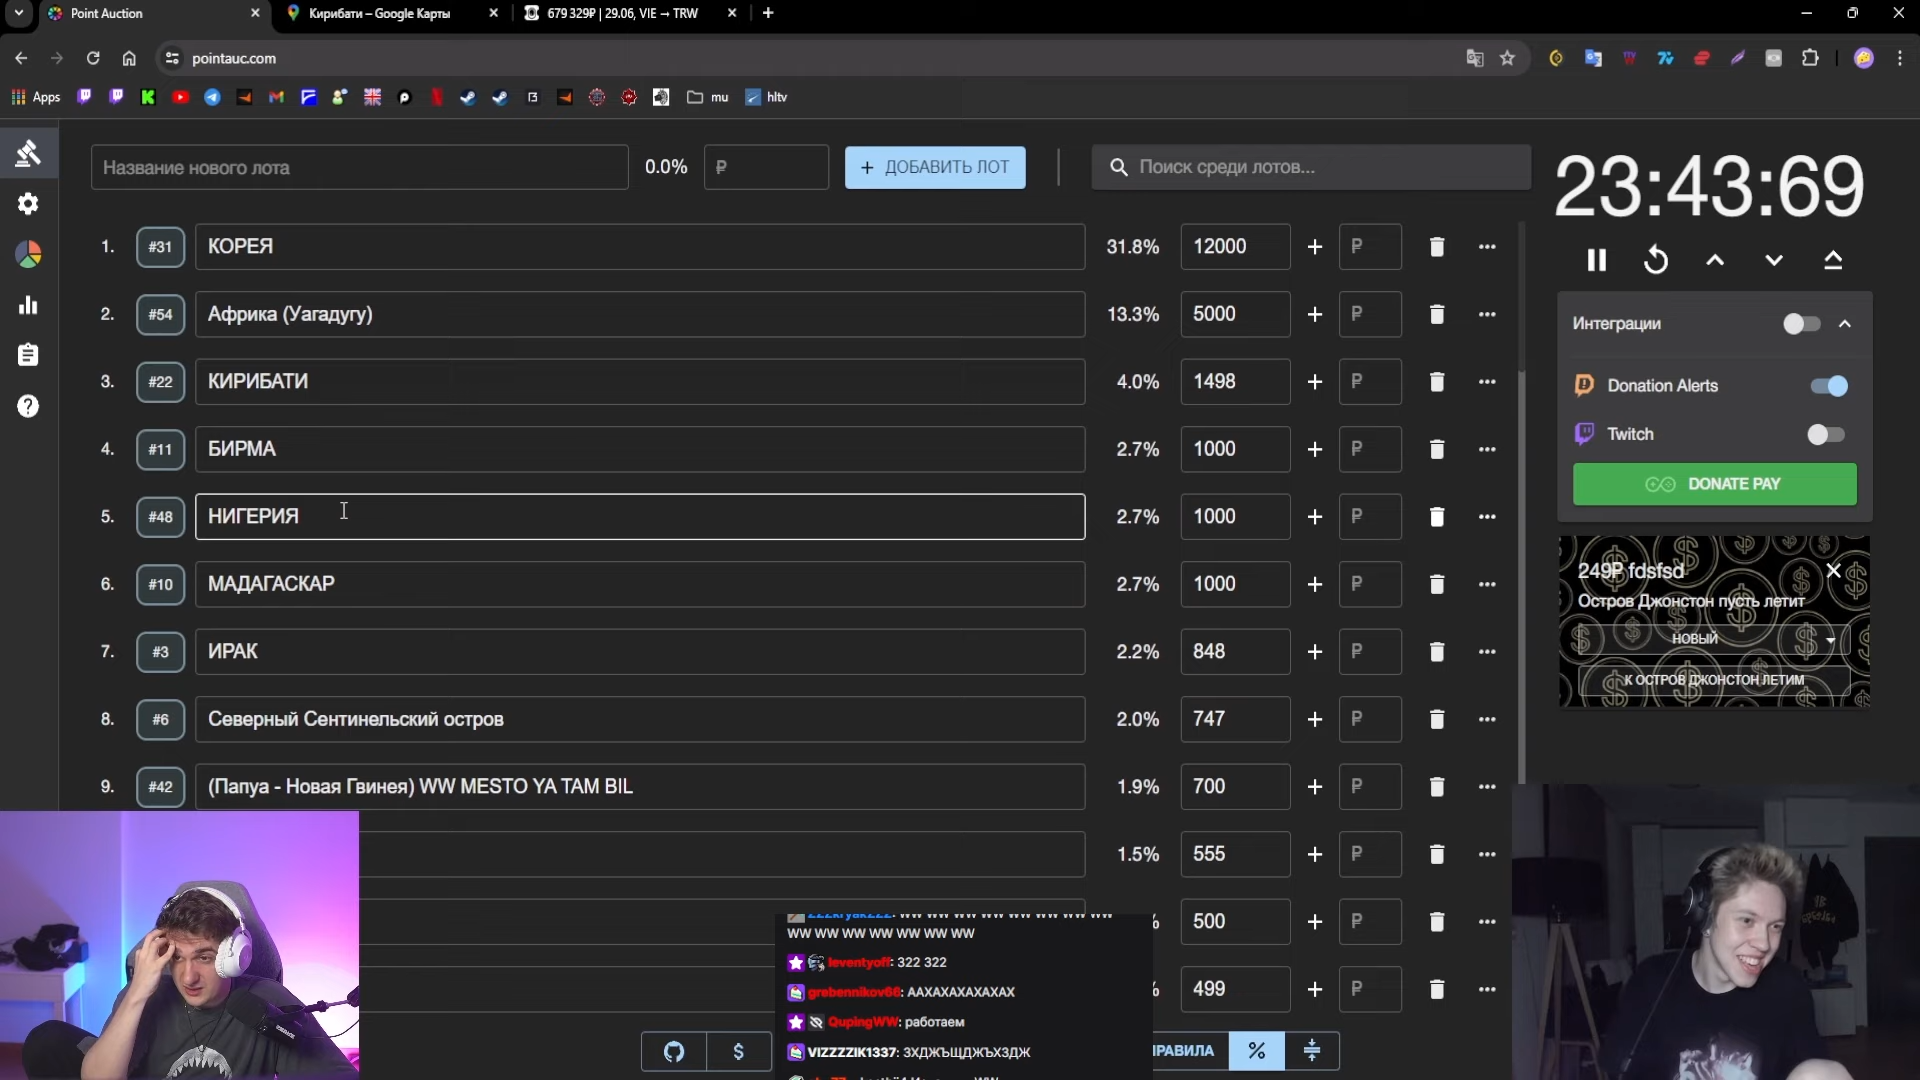 Point Auction
Кирибати – Google Карты
679 329₽ | 29.06, VIE → TRW
pointauc.com
Apps
mu
hltv
Название нового лота
0.0%
₽
+ ДОБАВИТЬ ЛОТ
Поиск среди лотов...
23:43:69
1. #31 КОРЕЯ 31.8% 12000 + ₽
2. #54 Африка (Уагадугу) 13.3% 5000 + ₽
3. #22 КИРИБАТИ 4.0% 1498 + ₽
4. #11 БИРМА 2.7% 1000 + ₽
5. #48 НИГЕРИЯ 2.7% 1000 + ₽
6. #10 МАДАГАСКАР 2.7% 1000 + ₽
7. #3 ИРАК 2.2% 848 + ₽
8. #6 Северный Сентинельский остров 2.0% 747 + ₽
9. #42 (Папуа - Новая Гвинея) WW MESTO YA TAM BIL 1.9% 700 + ₽
1.5% 555 + ₽
500 + ₽
% 499 + ₽
Интеграции
Donation Alerts
Twitch
DONATE PAY
249₽ fdsfsd
Остров Джонстон пусть летит
НОВЫЙ
К ОСТРОВ ДЖОНСТОН ЛЕТИМ
WW WW WW WW WW WW WW
leventyoff: 322 322
grebennikov66: AAXAXAXAXAXAX
QupingWW: работаем
VIZZZZIK1337: ЗХДЖЪЩДЖЪХЗДЖ
$
РАВИЛА
%